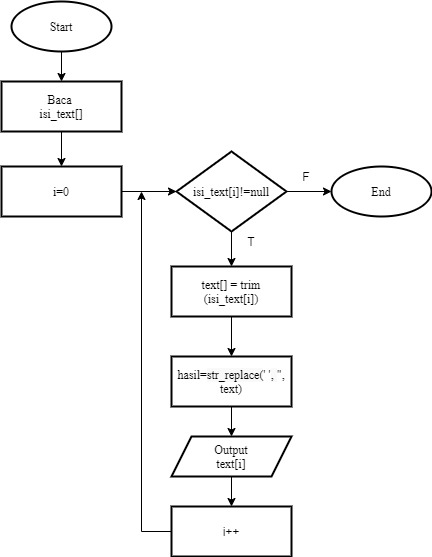 Start
Baca
isi_text[]
i=0
isi_text[i]!=null
F
End
T
text[] = trim
(isi_text[i])
hasil=str_replace(' ', '',
text)
Output
text[i]
i++